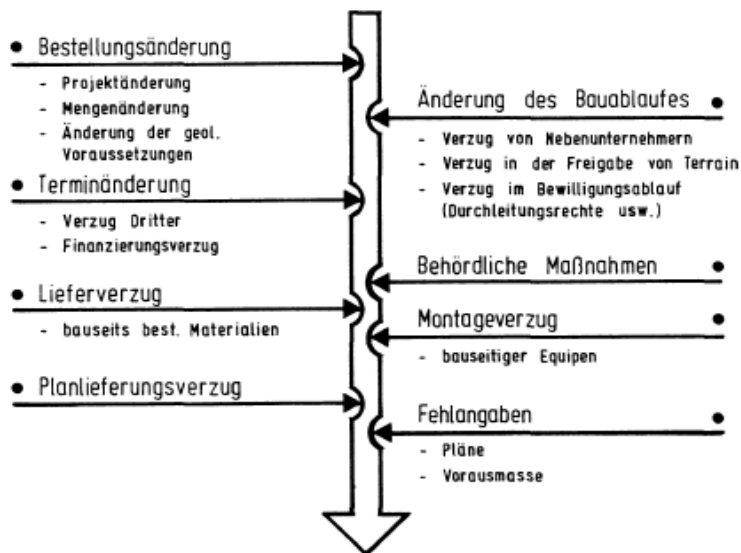 • Bestellungsänderung
- Projektänderung
- Mengenänderung
- Änderung der geol.
Voraussetzungen
• Terminänderung
- Verzug Dritter
- Finanzierungsverzug
• Lieferverzug
- bauseits best. Materialien
• Planlieferungsverzug
Änderung des Bauablaufes •
- Verzug von Nebenunternehmern
- Verzug in der Freigabe von Terrain
- Verzug im Bewilligungsablauf
(Durchleitungsrechte usw.)
Behördliche Maßnahmen •
Montageverzug •
- bauseitiger Equipen
Fehlangaben •
- Pläne
- Vorausmasse